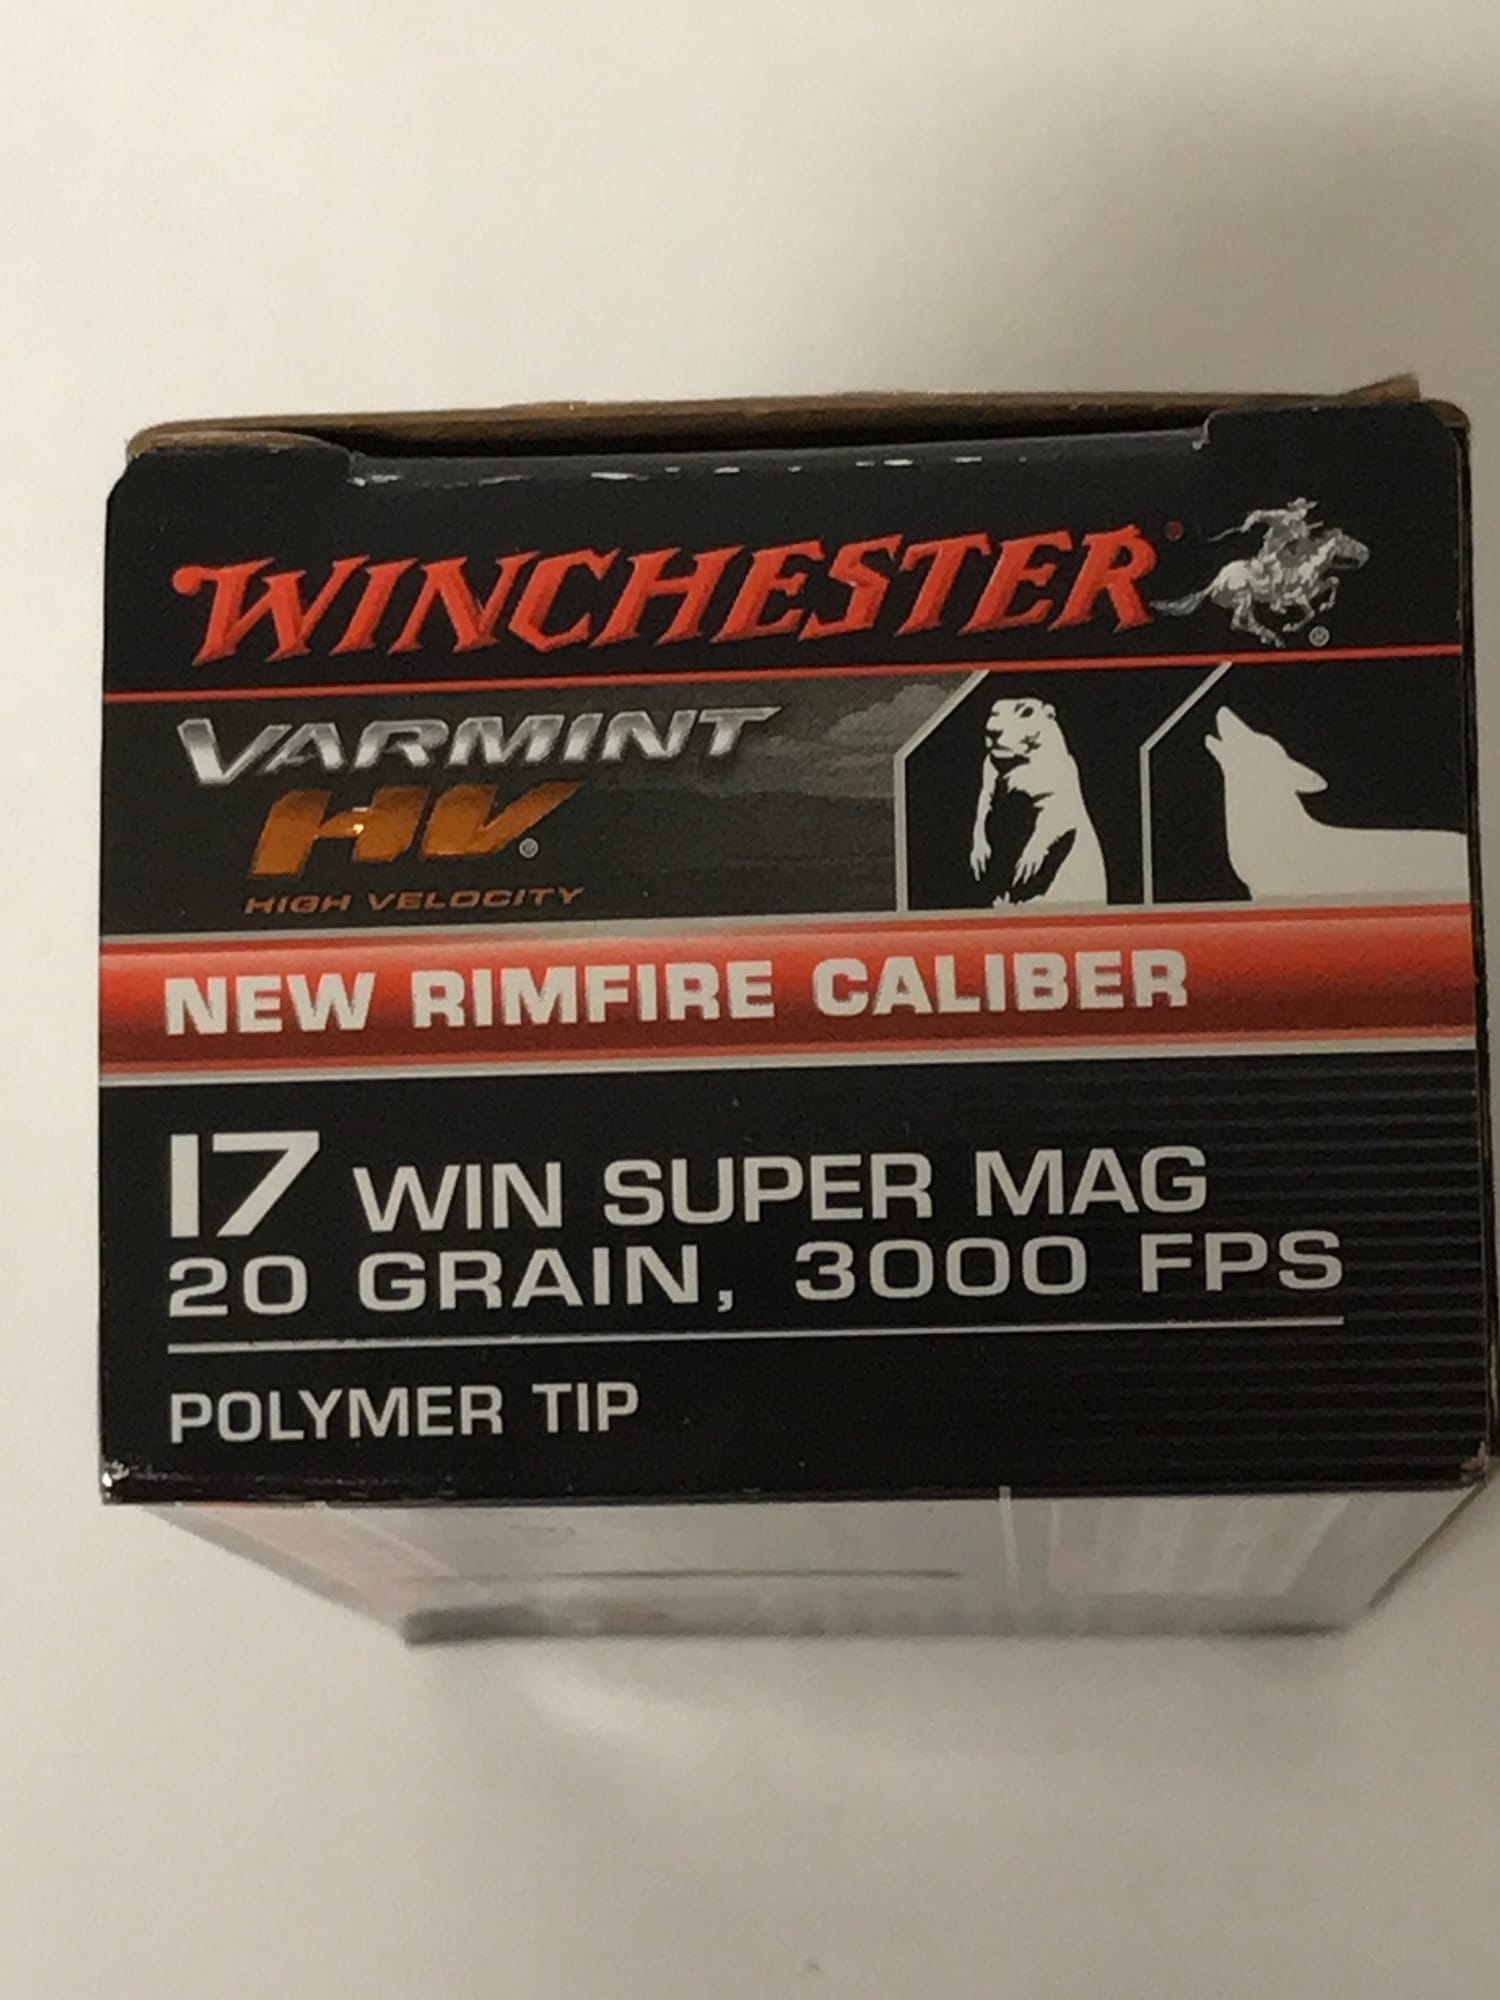 WINCHESTER®
VARMINT
HV®
HIGH VELOCITY
NEW RIMFIRE CALIBER
17 WIN SUPER MAG
20 GRAIN, 3000 FPS
POLYMER TIP